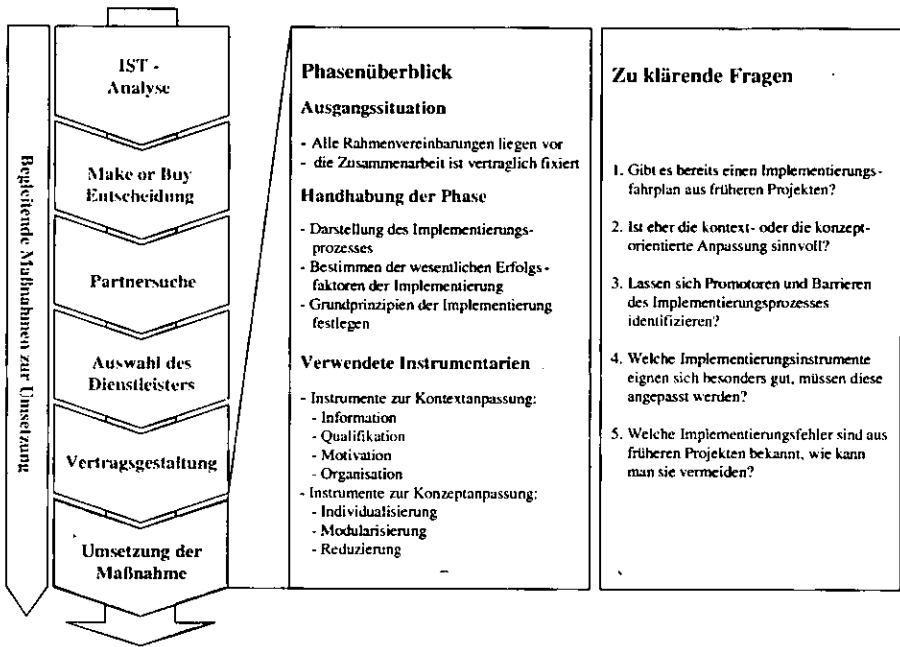 Begleitende Maßnahmen zur Umsetzung
IST -
Analyse
Make or Buy
Entscheidung
Partnersuche
Auswahl des
Dienstleisters
Vertragsgestaltung
Umsetzung der
Maßnahme
Phasenüberblick
Ausgangssituation
- Alle Rahmenvereinbarungen liegen vor
- die Zusammenarbeit ist vertraglich fixiert
Handhabung der Phase
- Darstellung des Implementierungs-
prozesses
- Bestimmen der wesentlichen Erfolgs-
faktoren der Implementierung
- Grundprinzipien der Implementierung
festlegen
Verwendete Instrumentarien
- Instrumente zur Kontextanpassung:
- Information
- Qualifikation
- Motivation
- Organisation
- Instrumente zur Konzeptanpassung:
- Individualisierung
- Modularisierung
- Reduzierung
Zu klärende Fragen
1. Gibt es bereits einen Implementierungs-
fahrplan aus früheren Projekten?
2. Ist eher die kontext- oder die konzept-
orientierte Anpassung sinnvoll?
3. Lassen sich Promotoren und Barrieren
des Implementierungsprozesses
identifizieren?
4. Welche Implementierungsinstrumente
eignen sich besonders gut, müssen diese
angepasst werden?
5. Welche Implementierungsfehler sind aus
früheren Projekten bekannt, wie kann
man sie vermeiden?